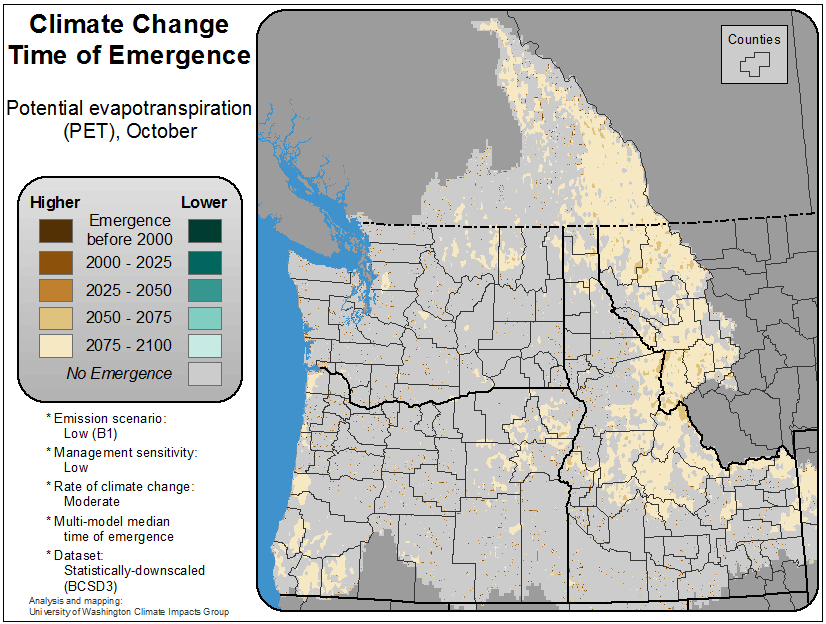 Climate Change
Time of Emergence
Potential evapotranspiration
(PET), October
Higher
Lower
Emergence
before 2000
2000 - 2025
2025 - 2050
2050 - 2075
2075 - 2100
No Emergence
* Emission scenario:
Low (B1)
* Management sensitivity:
Low
* Rate of climate change:
Moderate
* Multi-model median
time of emergence
* Dataset:
Statistically-downscaled
(BCSD3)
Analysis and mapping:
University of Washington Climate Impacts Group
Counties